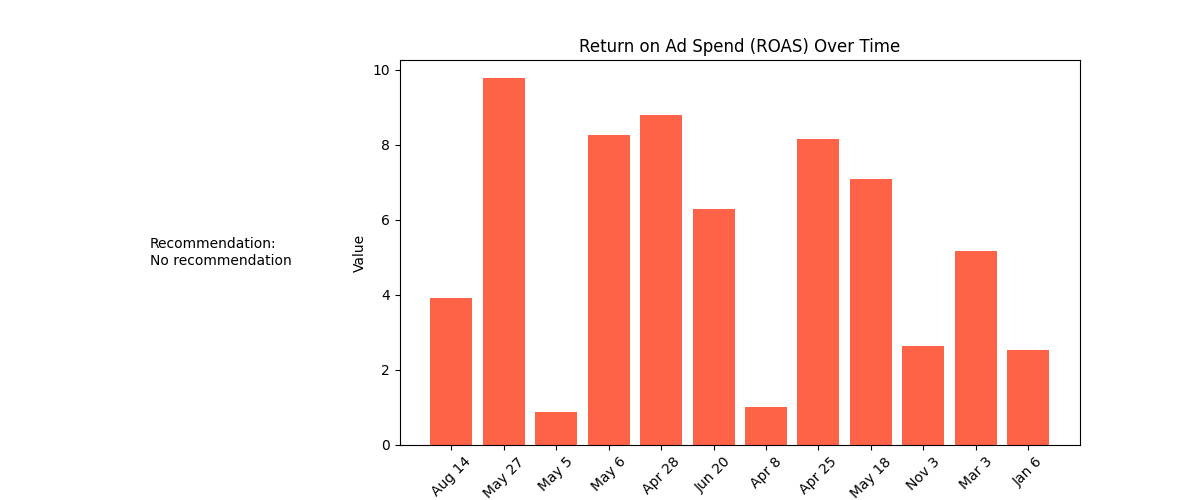 Return on Ad Spend (ROAS) Over Time
Recommendation:
No recommendation
Value
10
8
6
4
2
0
Aug 14
May 27
May 5
May 6
Apr 28
Jun 20
Apr 8
Apr 25
May 18
Nov 3
Mar 3
Jan 6